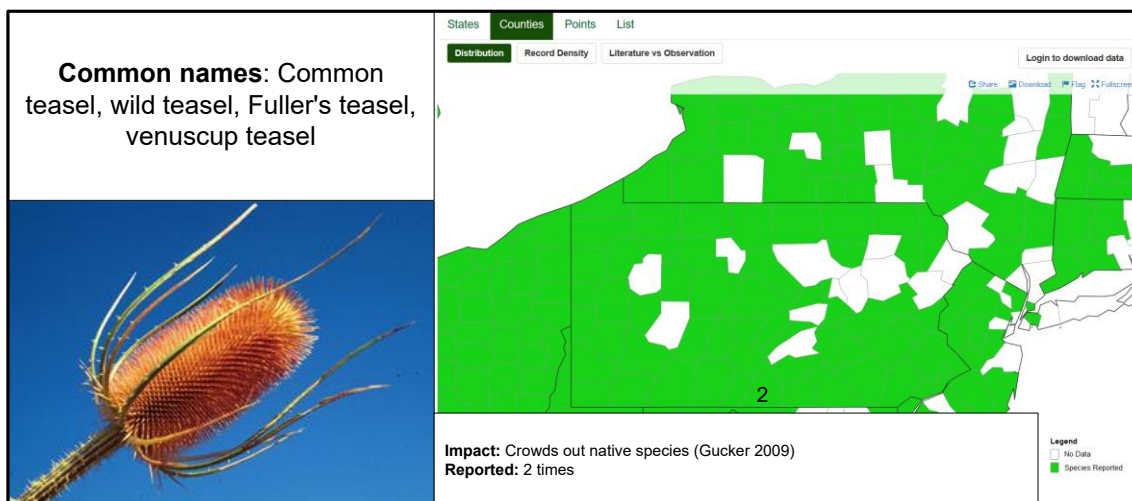 Common names: Common
teasel, wild teasel, Fuller's teasel,
venuscup teasel
States Counties Points List
Distribution Record Density Literature vs Observation
Login to download data
Share Download Flag Fullscreen
2
Impact: Crowds out native species (Gucker 2009)
Reported: 2 times
Legend
No Data
Species Reported